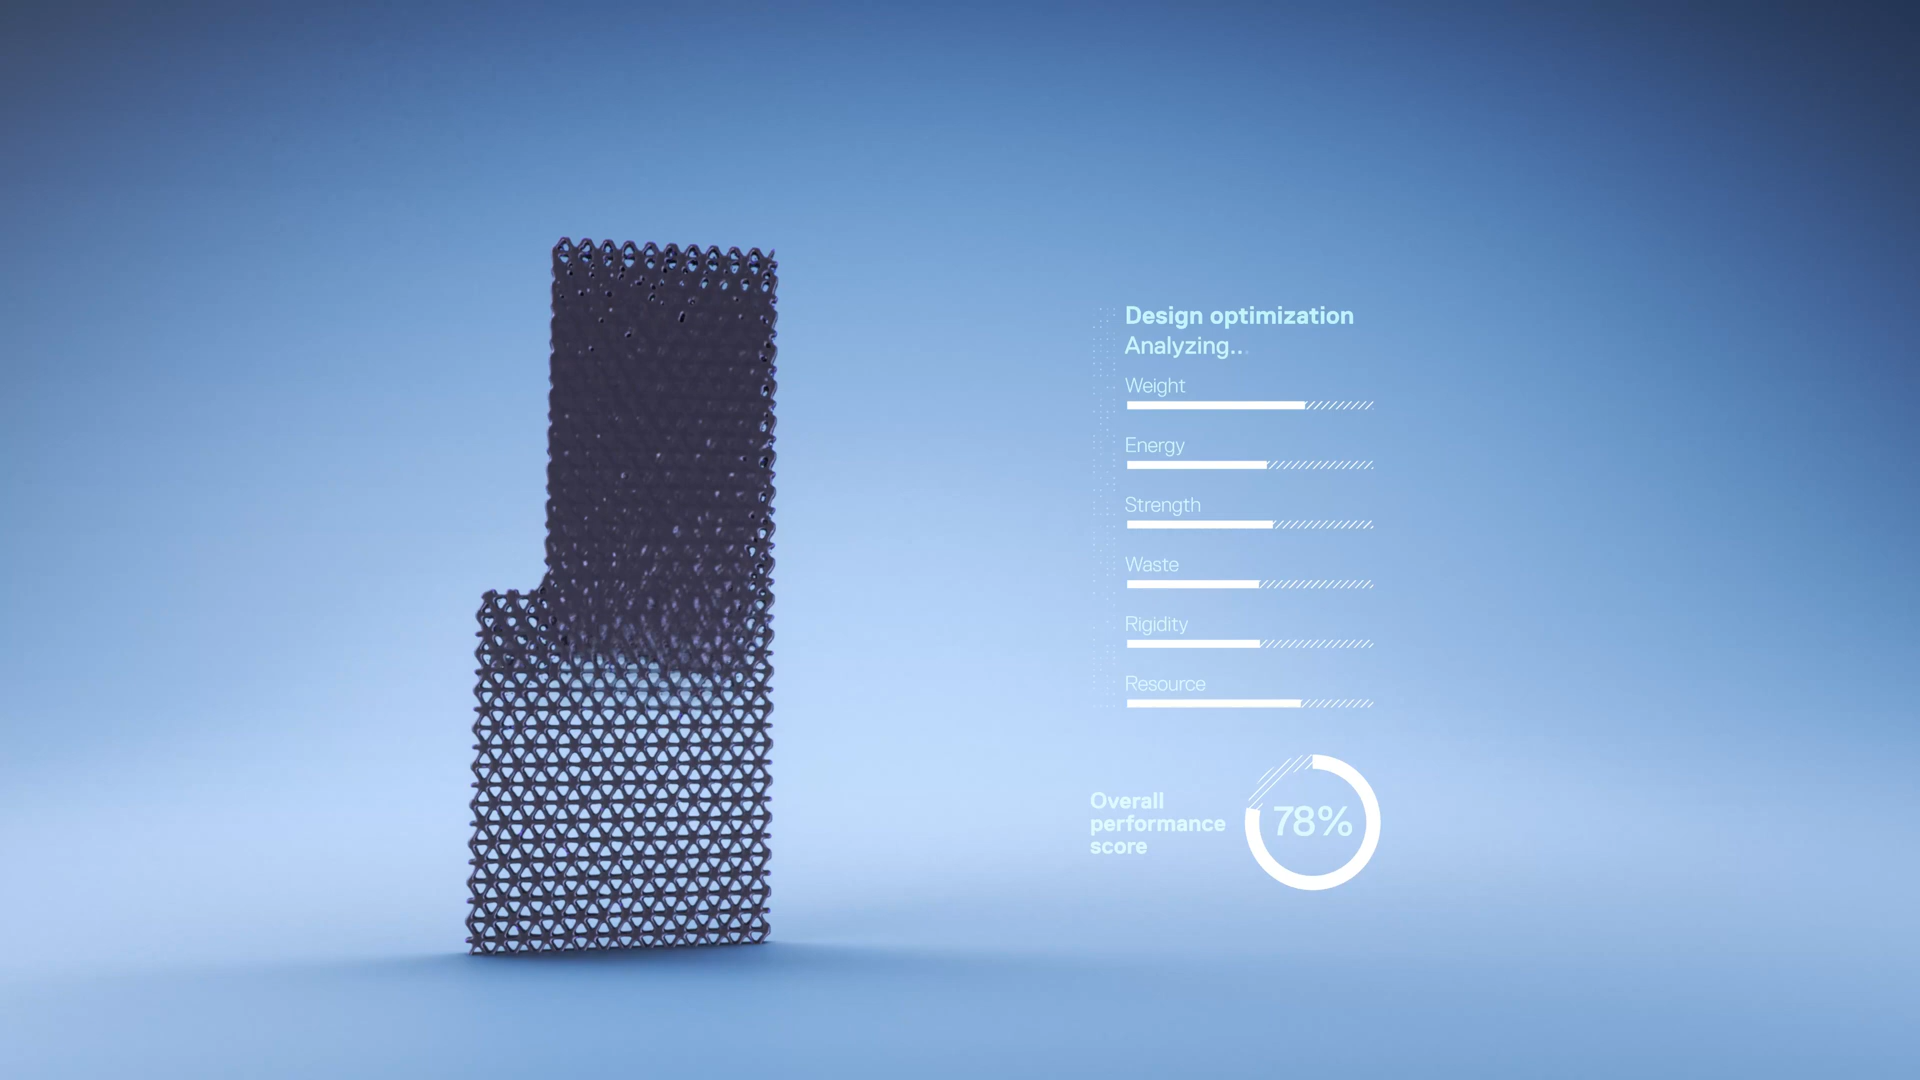 Design optimization
Analyzing...
Weight
Energy
Strength
Waste
Rigidity
Resource
Overall
performance
score
78%